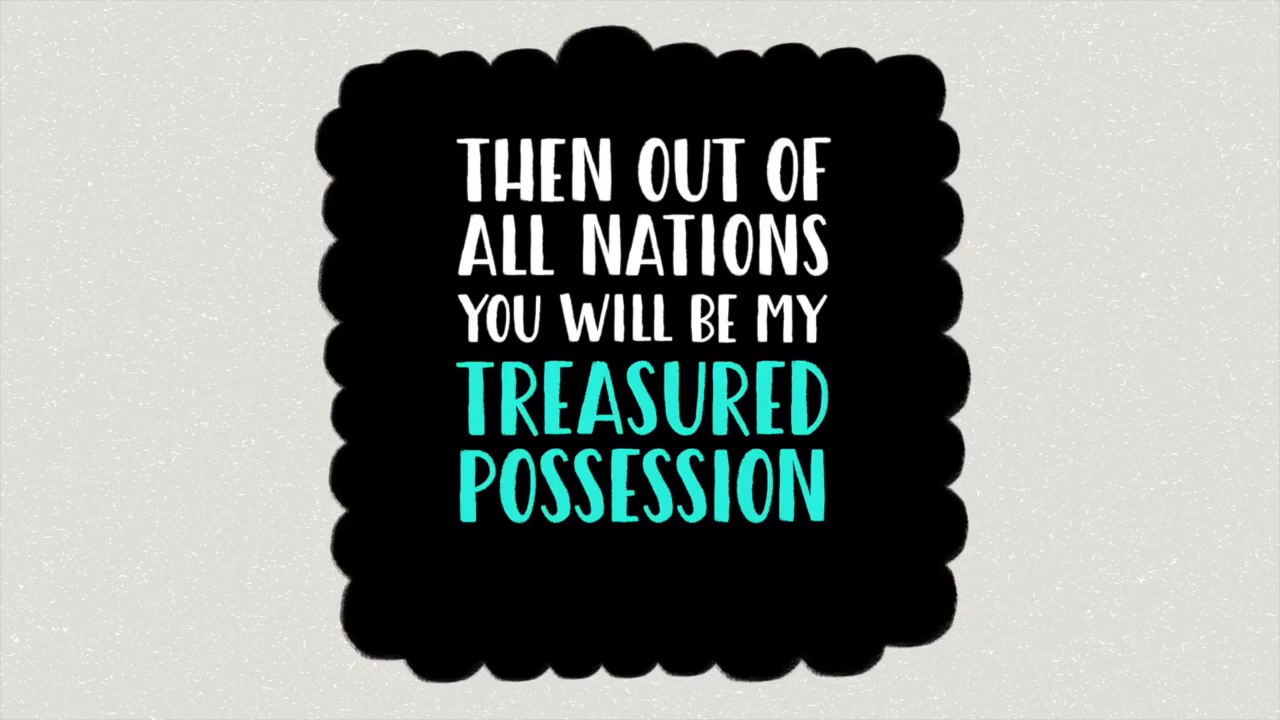 THEN OUT OF
ALL NATIONS
YOU WILL BE MY
TREASURED
POSSESSION